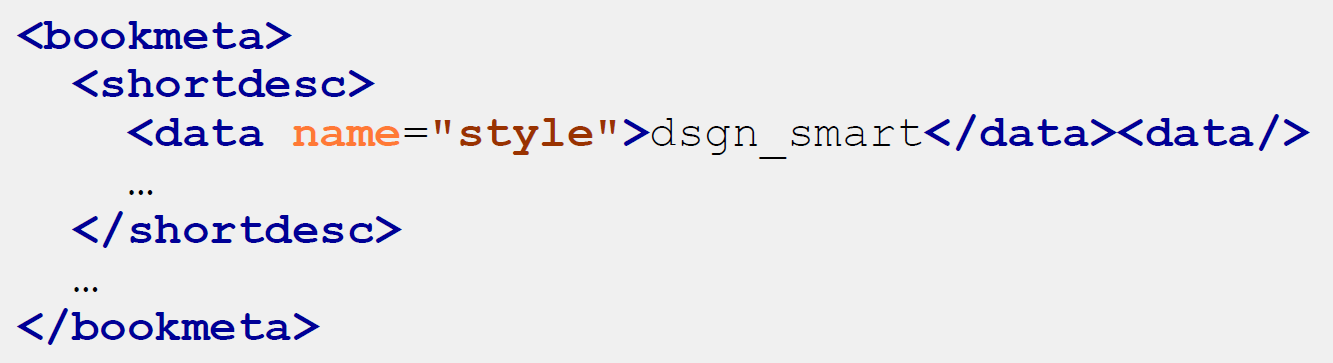 <bookmeta>
<shortdesc>
<data name="style">dsgn_smart</data><data/>
…
</shortdesc>
…
</bookmeta>